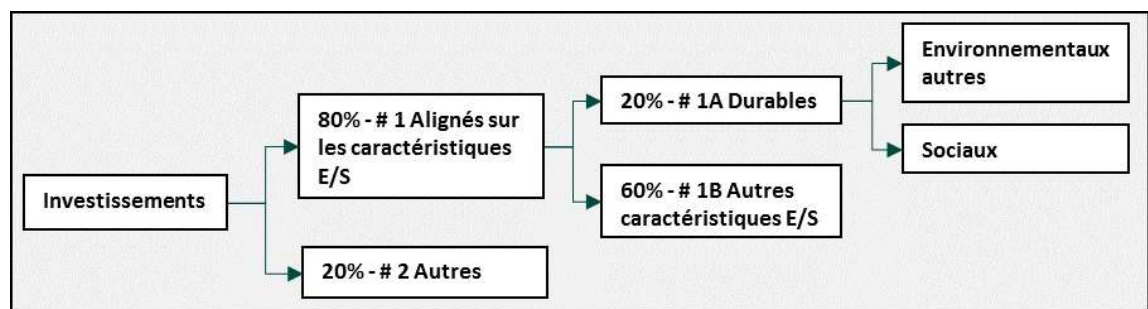 Investissements
80% - # 1 Alignés sur
les caractéristiques
E/S
20% - # 2 Autres
20% - # 1A Durables
60% - # 1B Autres
caractéristiques E/S
Environnementaux
autres
Sociaux